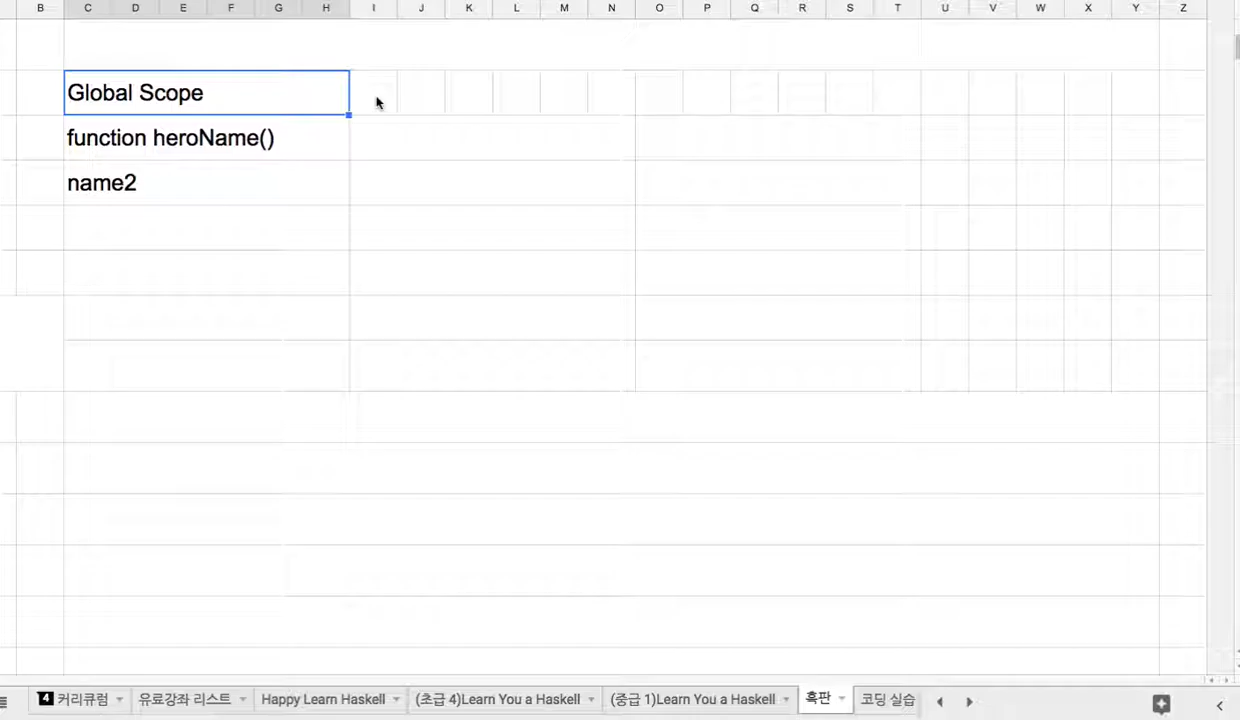 B C D E F G H I J K L M N O P Q R S T U V W X Y Z
Global Scope
function heroName()
name2
4 커리큘럼 유료강좌 리스트 Happy Learn Haskell (초급 4)Learn You a Haskell (중급 1)Learn You a Haskell 흑판 코딩 실습